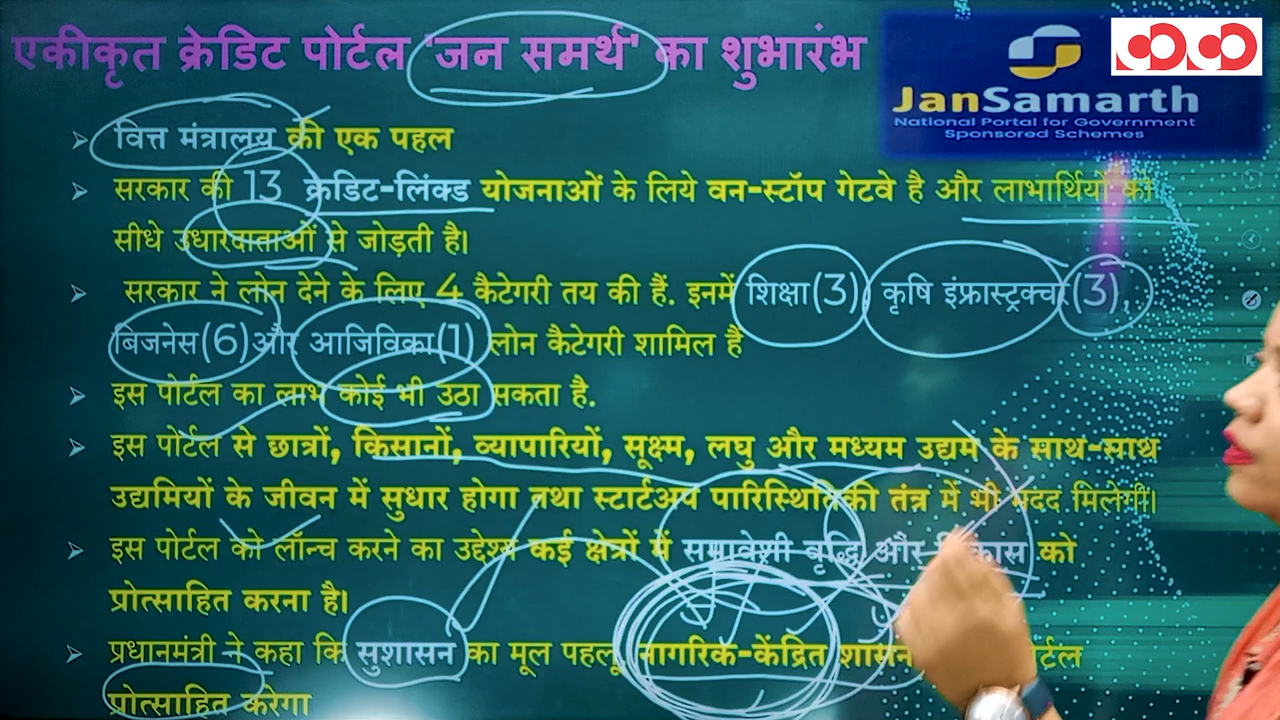 एकीकृत क्रेडिट पोर्टल 'जन समर्थ' का शुभारंभ
JanSamarth
National Portal for Government
Sponsored Schemes
वित्त मंत्रालय की एक पहल
सरकार की 13 क्रेडिट-लिंक्ड योजनाओं के लिये वन-स्टॉप गेटवे है और लाभार्थियों को
सीधे उधारदाताओं से जोड़ती है।
सरकार ने लोन देने के लिए 4 कैटेगरी तय की हैं. इनमें शिक्षा(3) कृषि इंफ्रास्ट्रक्चर (3),
बिजनेस(6) और आजिविका(1) लोन कैटेगरी शामिल हैं
इस पोर्टल का लाभ कोई भी उठा सकता है.
इस पोर्टल से छात्रों, किसानों, व्यापारियों, सूक्ष्म, लघु और मध्यम उद्यम के साथ-साथ
उद्यमियों के जीवन में सुधार होगा तथा स्टार्टअप पारिस्थितिकी तंत्र में भी मदद मिलेगी।
इस पोर्टल को लॉन्च करने का उद्देश्य कई क्षेत्रों में समावेशी वृद्धि और विकास को
प्रोत्साहित करना है।
प्रधानमंत्री ने कहा कि सुशासन का मूल पहलू नागरिक-केंद्रित शासन
प्रोत्साहित करेगा